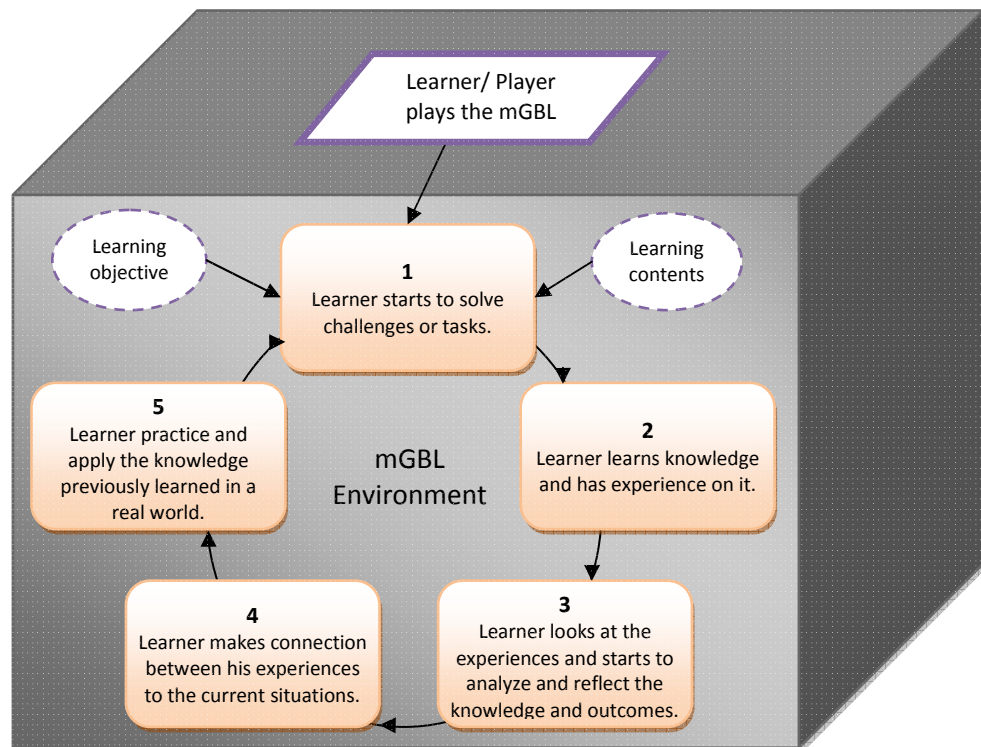 Learner/ Player
plays the mGBL
Learning
objective
Learning
contents
1
Learner starts to solve
challenges or tasks.
2
Learner learns knowledge
and has experience on it.
3
Learner looks at the
experiences and starts to
analyze and reflect the
knowledge and outcomes.
4
Learner makes connection
between his experiences
to the current situations.
5
Learner practice and
apply the knowledge
previously learned in a
real world.
mGBL
Environment